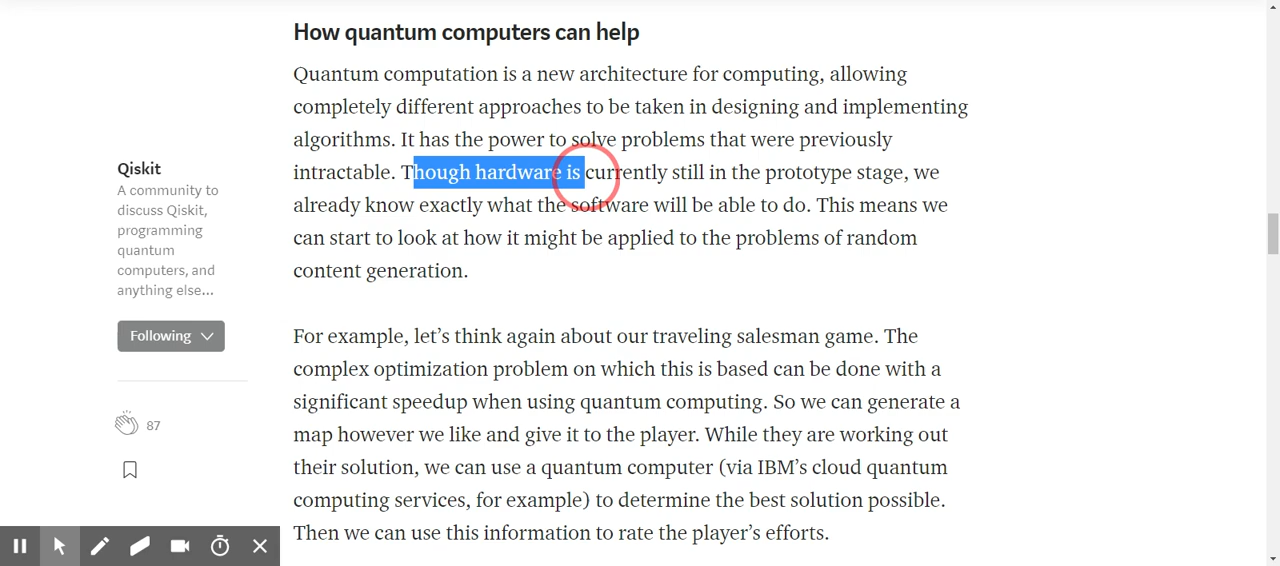 How quantum computers can help
Quantum computation is a new architecture for computing, allowing
completely different approaches to be taken in designing and implementing
algorithms. It has the power to solve problems that were previously
intractable. Though hardware is currently still in the prototype stage, we
already know exactly what the software will be able to do. This means we
can start to look at how it might be applied to the problems of random
content generation.
Qiskit
A community to
discuss Qiskit,
programming
quantum
computers, and
anything else...
Following
87
For example, let’s think again about our traveling salesman game. The
complex optimization problem on which this is based can be done with a
significant speedup when using quantum computing. So we can generate a
map however we like and give it to the player. While they are working out
their solution, we can use a quantum computer (via IBM’s cloud quantum
computing services, for example) to determine the best solution possible.
Then we can use this information to rate the player’s efforts.